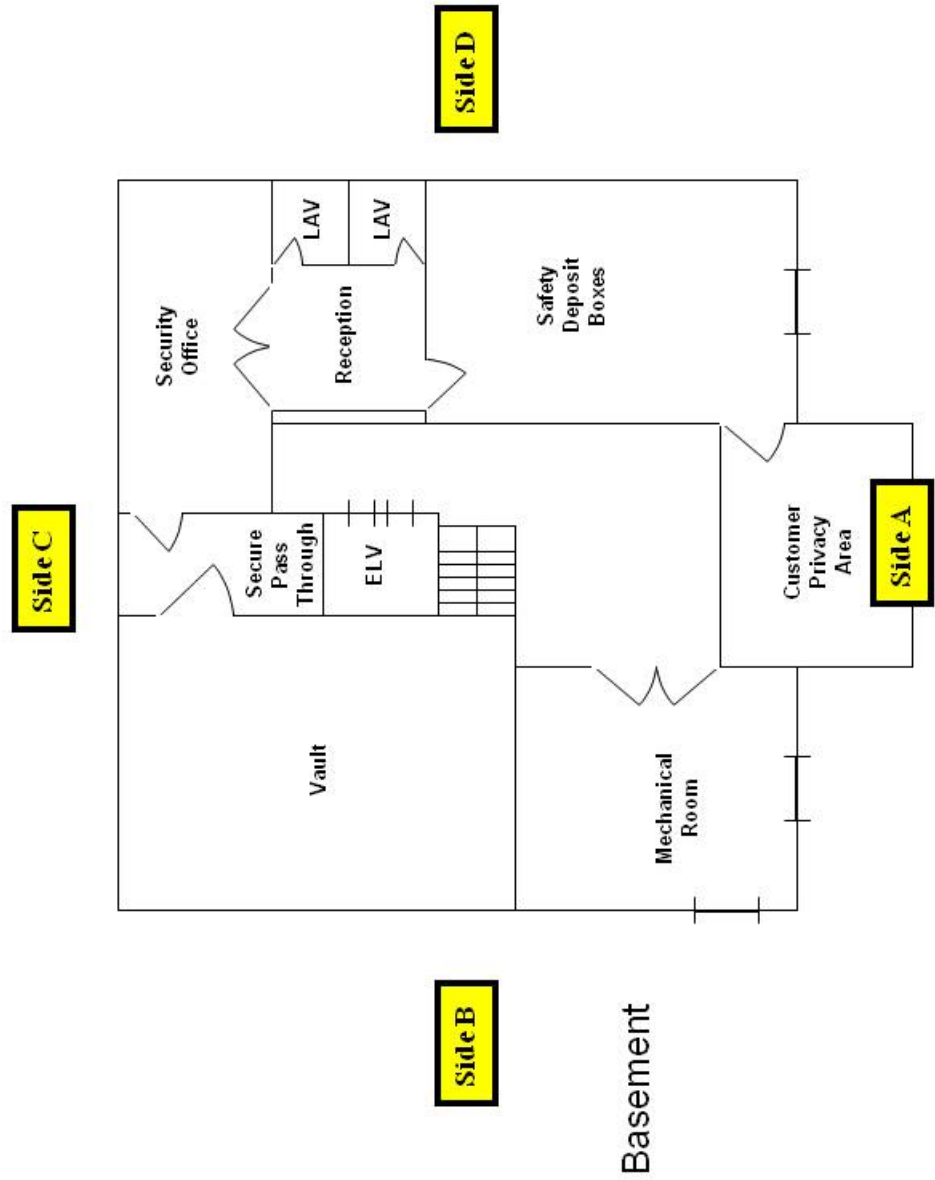 Side C
Side B
Side D
Side A
Basement
Vault
Secure
Pass
Through
ELV
Security
Office
Reception
LAV
LAV
Safety
Deposit
Boxes
Customer
Privacy
Area
Mechanical
Room